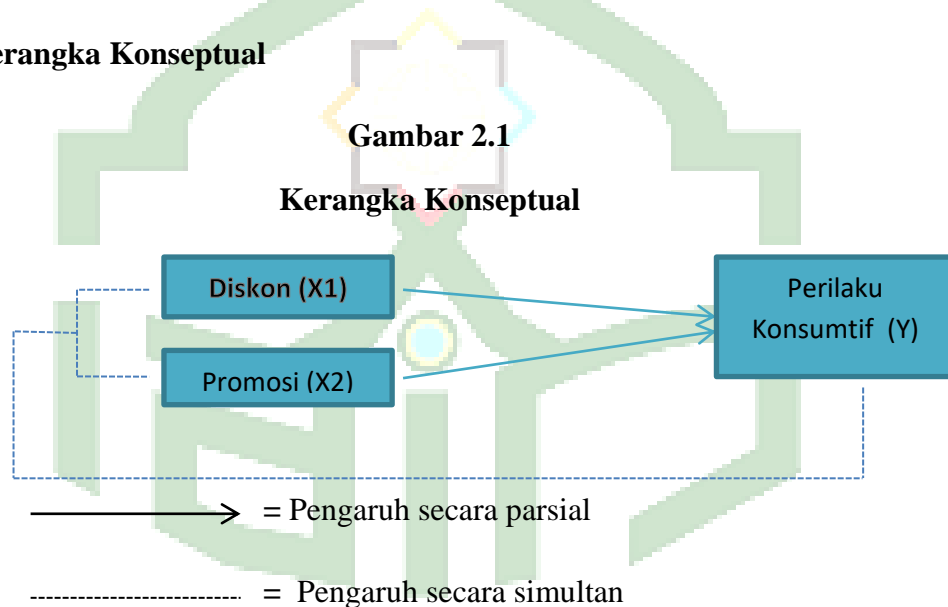 erangka Konseptual
Gambar 2.1
Kerangka Konseptual
Diskon (X1)
Perilaku
Konsumtif (Y)
Promosi (X2)
= Pengaruh secara parsial
= Pengaruh secara simultan